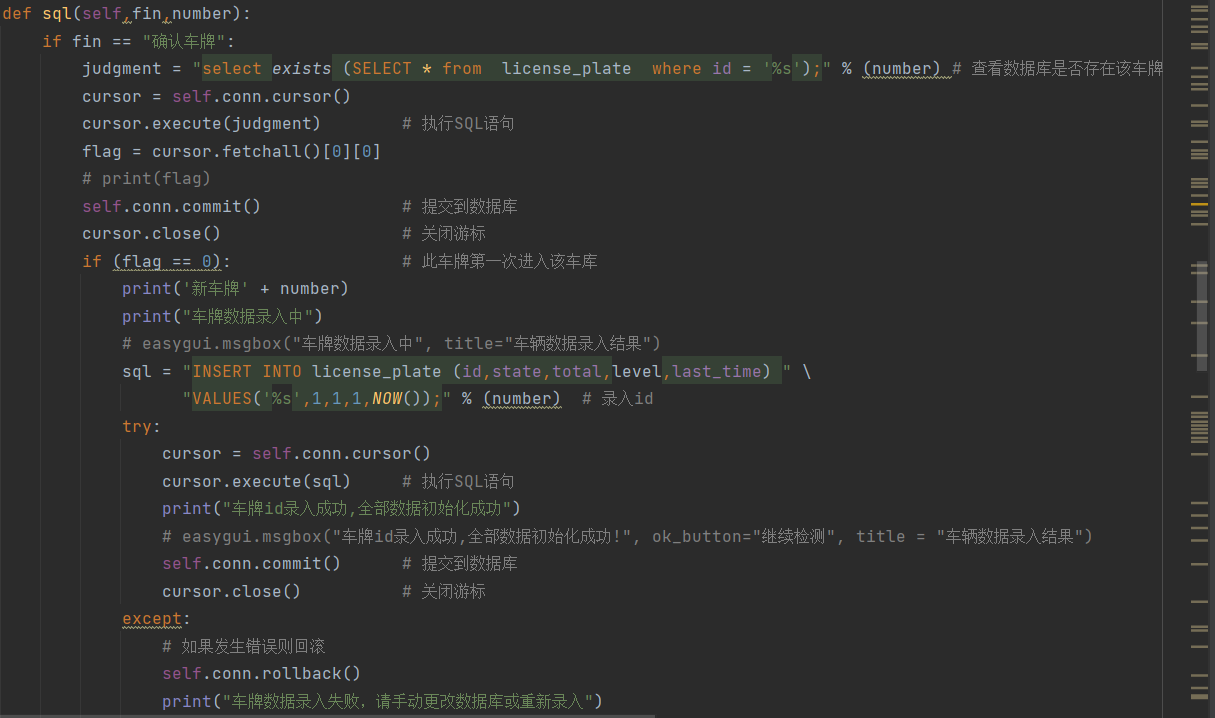 def sql(self,fin,number):
if fin == "确认车牌":
judgment = "select exists (SELECT * from  license_plate  where id = '%s');" % (number) # 查看数据库是否存在该车牌
cursor = self.conn.cursor()
cursor.execute(judgment)        # 执行SQL语句
flag = cursor.fetchall()[0][0]
# print(flag)
self.conn.commit()              # 提交到数据库
cursor.close()                  # 关闭游标
if (flag == 0):                 # 此车牌第一次进入该车库
print('新车牌' + number)
print("车牌数据录入中")
# easygui.msgbox("车牌数据录入中", title="车辆数据录入结果")
sql = "INSERT INTO license_plate (id,state,total,level,last_time) " \
"VALUES('%s',1,1,1,NOW());" % (number)  # 录入id
try:
cursor = self.conn.cursor()
cursor.execute(sql)     # 执行SQL语句
print("车牌id录入成功,全部数据初始化成功")
# easygui.msgbox("车牌id录入成功,全部数据初始化成功!", ok_button="继续检测", title = "车辆数据录入结果")
self.conn.commit()      # 提交到数据库
cursor.close()          # 关闭游标
except:
# 如果发生错误则回滚
self.conn.rollback()
print("车牌数据录入失败，请手动更改数据库或重新录入")